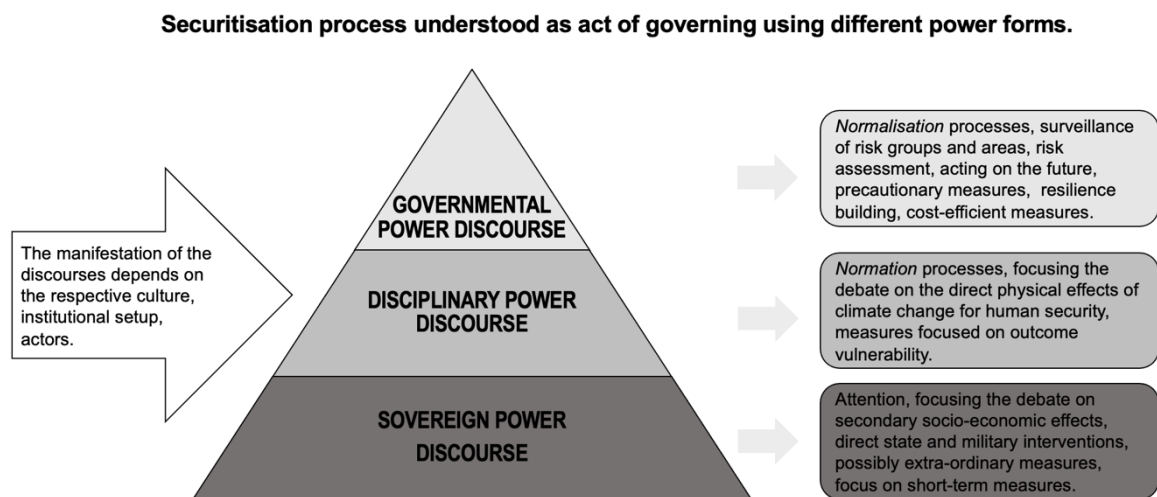 Securitisation process understood as act of governing using different power forms.
The manifestation of the
discourses depends on
the respective culture,
institutional setup,
actors.
GOVERNMENTAL
POWER DISCOURSE
Normalisation processes, surveillance
of risk groups and areas, risk
assessment, acting on the future,
precautionary measures, resilience
building, cost-efficient measures.
DISCIPLINARY POWER
DISCOURSE
Normation processes, focusing the
debate on the direct physical effects of
climate change for human security,
measures focused on outcome
vulnerability.
SOVEREIGN POWER
DISCOURSE
Attention, focusing the debate on
secondary socio-economic effects,
direct state and military interventions,
possibly extra-ordinary measures,
focus on short-term measures.